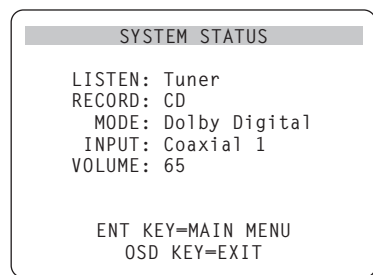 SYSTEM STATUS
LISTEN: Tuner
RECORD: CD
MODE: Dolby Digital
INPUT: Coaxial 1
VOLUME: 65
ENT KEY=MAIN MENU
OSD KEY=EXIT